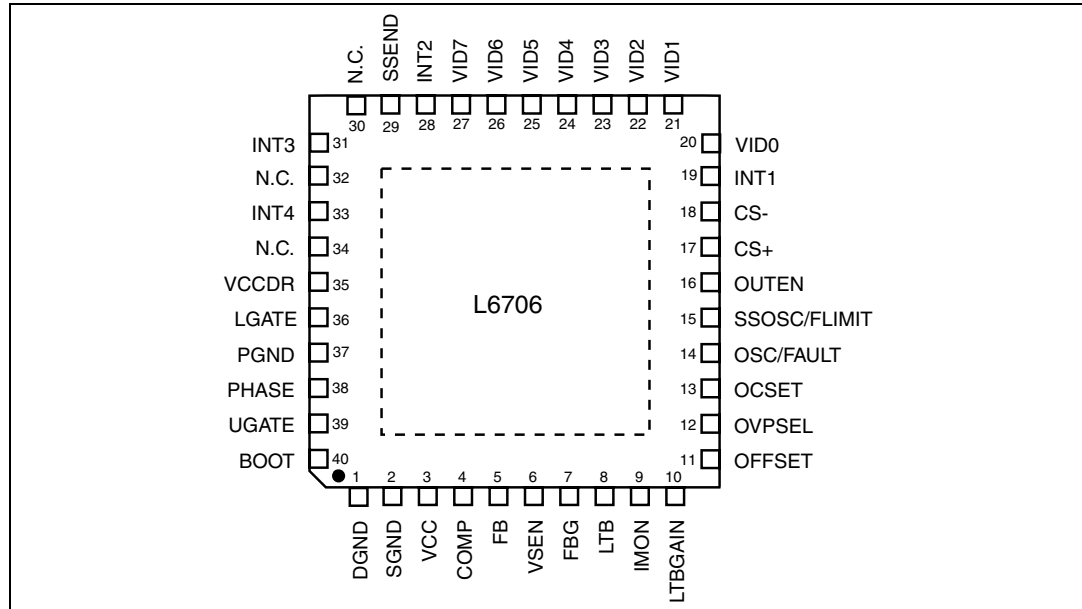 N.C. SSEND INT2 VID7 VID6 VID5 VID4 VID3 VID2 VID1
30 29 28 27 26 25 24 23 22 21
INT3 31
N.C. 32
INT4 33
N.C. 34
VCCDR 35
LGATE 36
PGND 37
PHASE 38
UGATE 39
BOOT 40
L6706
20 VID0
19 INT1
18 CS-
17 CS+
16 OUTEN
15 SSOSC/FLIMIT
14 OSC/FAULT
13 OCSET
12 OVPSEL
11 OFFSET
1 2 3 4 5 6 7 8 9 10
DGND SGND VCC COMP FB VSEN FBG LTB IMON LTBGAIN